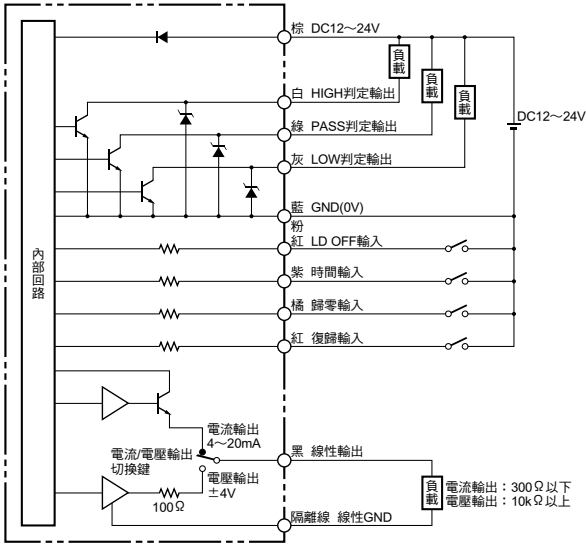 棕 DC12～24V
負載
負載
負載
白 HIGH判定輸出
DC12～24V
綠 PASS判定輸出
灰 LOW判定輸出
藍 GND(0V)
粉
紅 LD OFF輸入
內部回路
紫 時間輸入
橘 歸零輸入
紅 復歸輸入
電流輸出
4～20mA
電流/電壓輸出
切換鍵
黑 線性輸出
電壓輸出
±4V
100Ω
負載
電流輸出：300Ω以下
電壓輸出：10kΩ以上
隔離線 線性GND